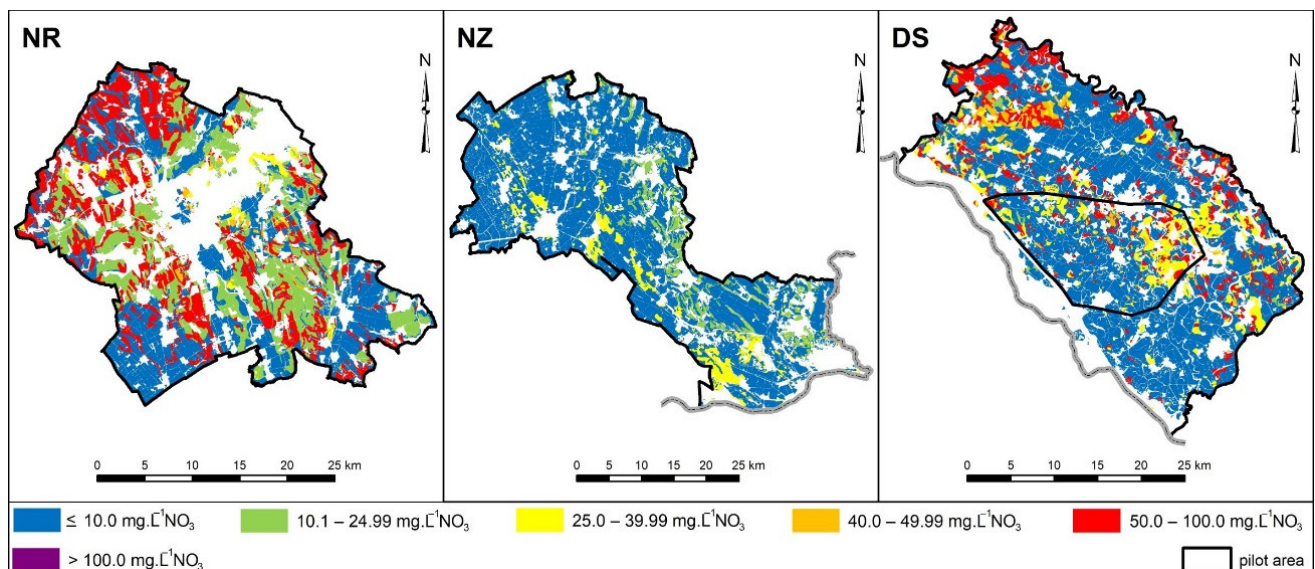 NR
NZ
DS
N
N
N
0 5 10 15 20 25 km
0 5 10 15 20 25 km
0 5 10 15 20 25 km
≤ 10.0 mg.L⁻¹NO₃
10.1 – 24.99 mg.L⁻¹NO₃
25.0 – 39.99 mg.L⁻¹NO₃
40.0 – 49.99 mg.L⁻¹NO₃
50.0 – 100.0 mg.L⁻¹NO₃
> 100.0 mg.L⁻¹NO₃
pilot area